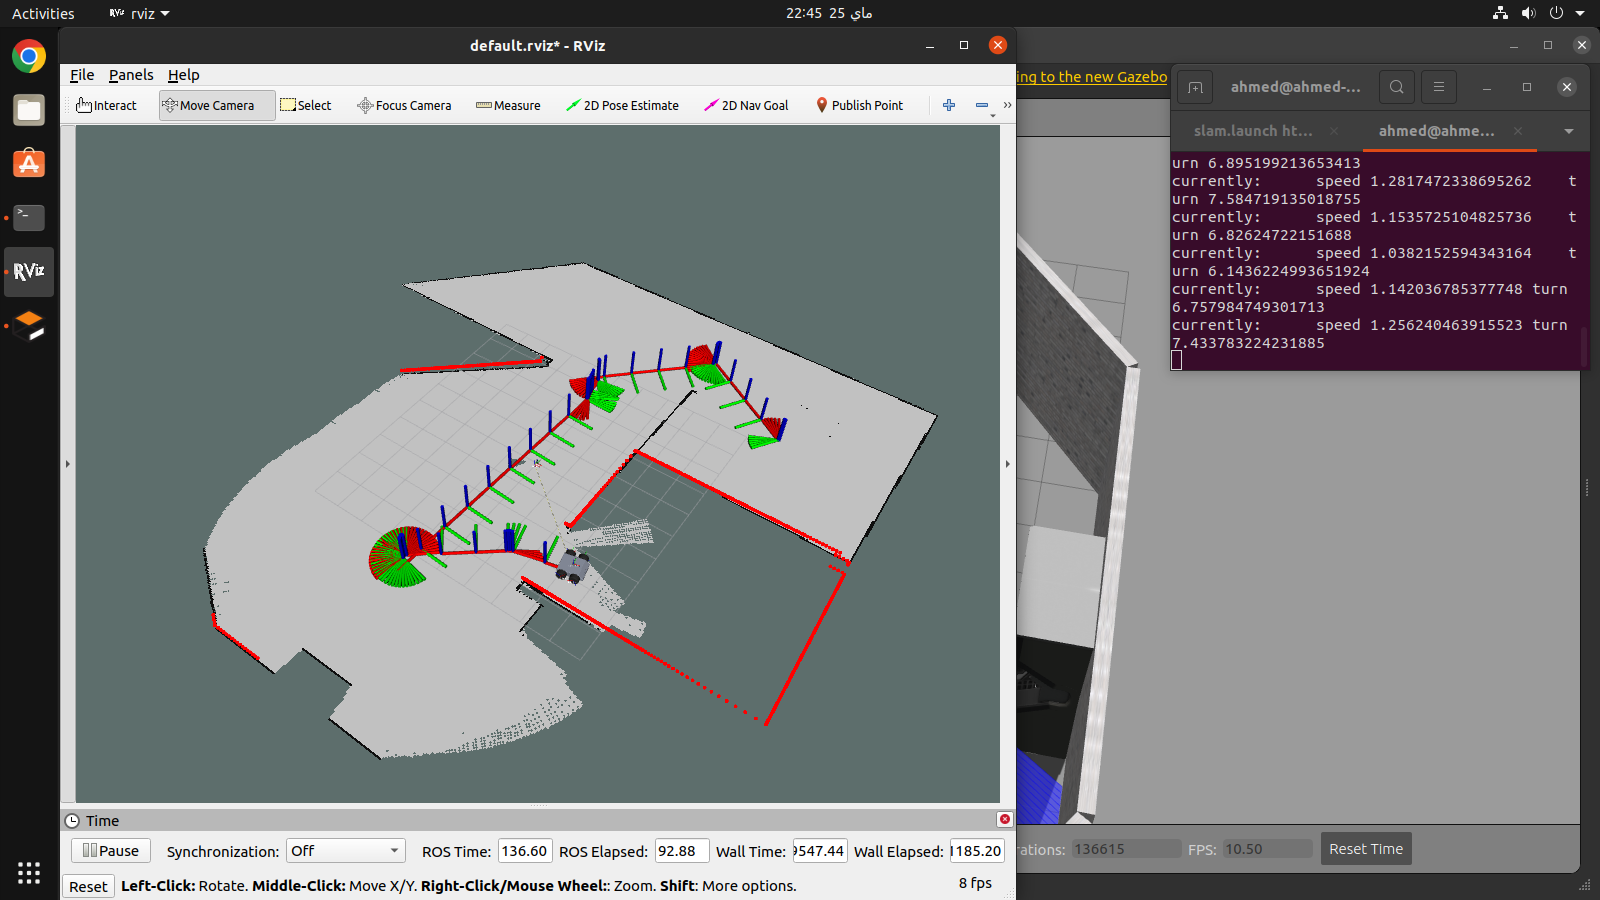 Activities
rviz
22:45 25 ماي
default.rviz* - RViz
File Panels Help
Interact
Move Camera
Select
Focus Camera
Measure
2D Pose Estimate
2D Nav Goal
Publish Point
»
ing to the new Gazebo
ahmed@ahmed-...
slam.launch ht...
ahmed@ahme...
urn 6.895199213653413
currently: speed 1.2817472338695262 t
urn 7.584719135018755
currently: speed 1.1535725104825736 t
urn 6.82624722151688
currently: speed 1.0382152594343164 t
urn 6.1436224993651924
currently: speed 1.142036785377748 turn
6.757984749301713
currently: speed 1.256240463915523 turn
7.433783224231885
RViz
Time
Pause
Synchronization: Off
ROS Time: 136.60
ROS Elapsed: 92.88
Wall Time: 9547.44
Wall Elapsed: 1185.20
Reset
Left-Click: Rotate. Middle-Click: Move X/Y. Right-Click/Mouse Wheel:: Zoom. Shift: More options.
8 fps
rations: 136615
FPS: 10.50
Reset Time